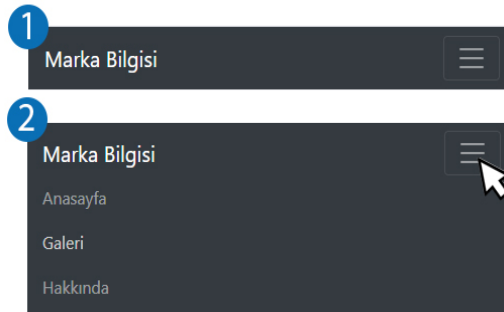 1
Marka Bilgisi
2
Marka Bilgisi
Anasayfa
Galeri
Hakkında